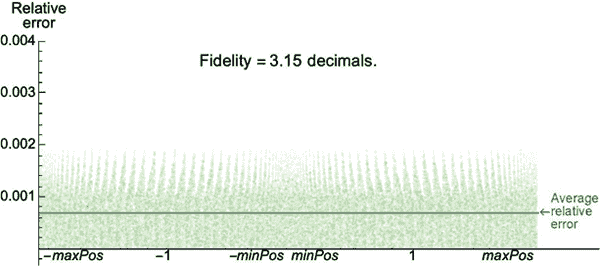 Relative
error
0.004
Fidelity = 3.15 decimals.
0.003
0.002
0.001
Average
relative
error
−maxPos −1 −minPos minPos 1 maxPos